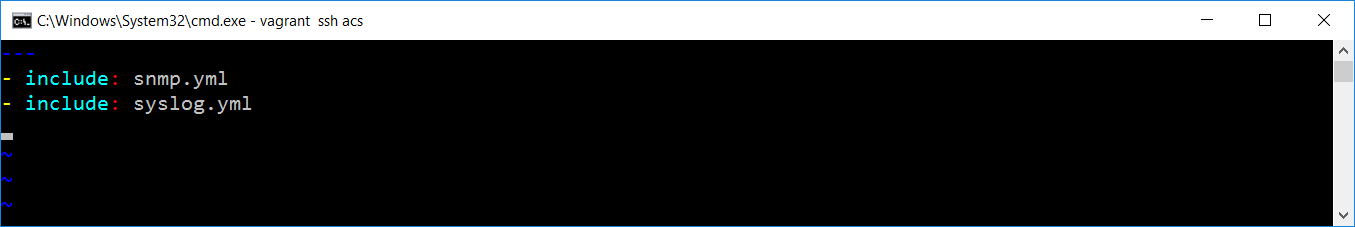 C:\Windows\System32\cmd.exe - vagrant  ssh acs
---
- include: snmp.yml
- include: syslog.yml
~
~
~